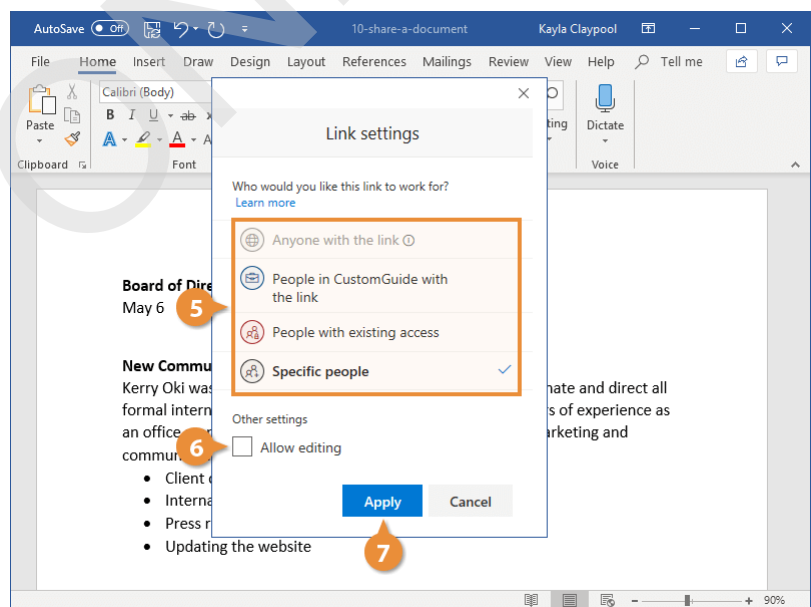 AutoSave Off 10-share-a-document Kayla Claypool
File Home Insert Draw Design Layout References Mailings Review View Help Tell me
Calibri (Body)
Paste B I U ab ting Dictate
A A A
Clipboard Font Voice
Link settings
Who would you like this link to work for?
Learn more
Anyone with the link
People in CustomGuide with
the link
5
People with existing access
Specific people
Other settings
6 Allow editing
Apply Cancel
7
Board of Dire
May 6
New Commu
Kerry Oki was nate and direct all
formal intern rs of experience as
an office arketing and
commun
• Client
• Interna
• Press r
• Updating the website
90%